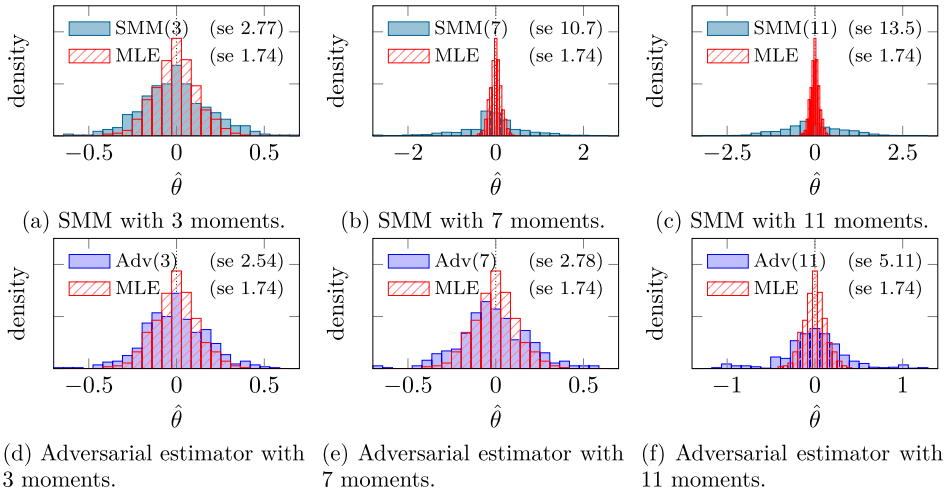 density
SMM(3) (se 2.77)
MLE (se 1.74)
−0.5 0 0.5
θ̂
(a) SMM with 3 moments.
density
SMM(7) (se 10.7)
MLE (se 1.74)
−2 0 2
θ̂
(b) SMM with 7 moments.
density
SMM(11) (se 13.5)
MLE (se 1.74)
−2.5 0 2.5
θ̂
(c) SMM with 11 moments.
density
Adv(3) (se 2.54)
MLE (se 1.74)
−0.5 0 0.5
θ̂
(d) Adversarial estimator with
3 moments.
density
Adv(7) (se 2.78)
MLE (se 1.74)
−0.5 0 0.5
θ̂
(e) Adversarial estimator with
7 moments.
density
Adv(11) (se 5.11)
MLE (se 1.74)
−1 0 1
θ̂
(f) Adversarial estimator with
11 moments.